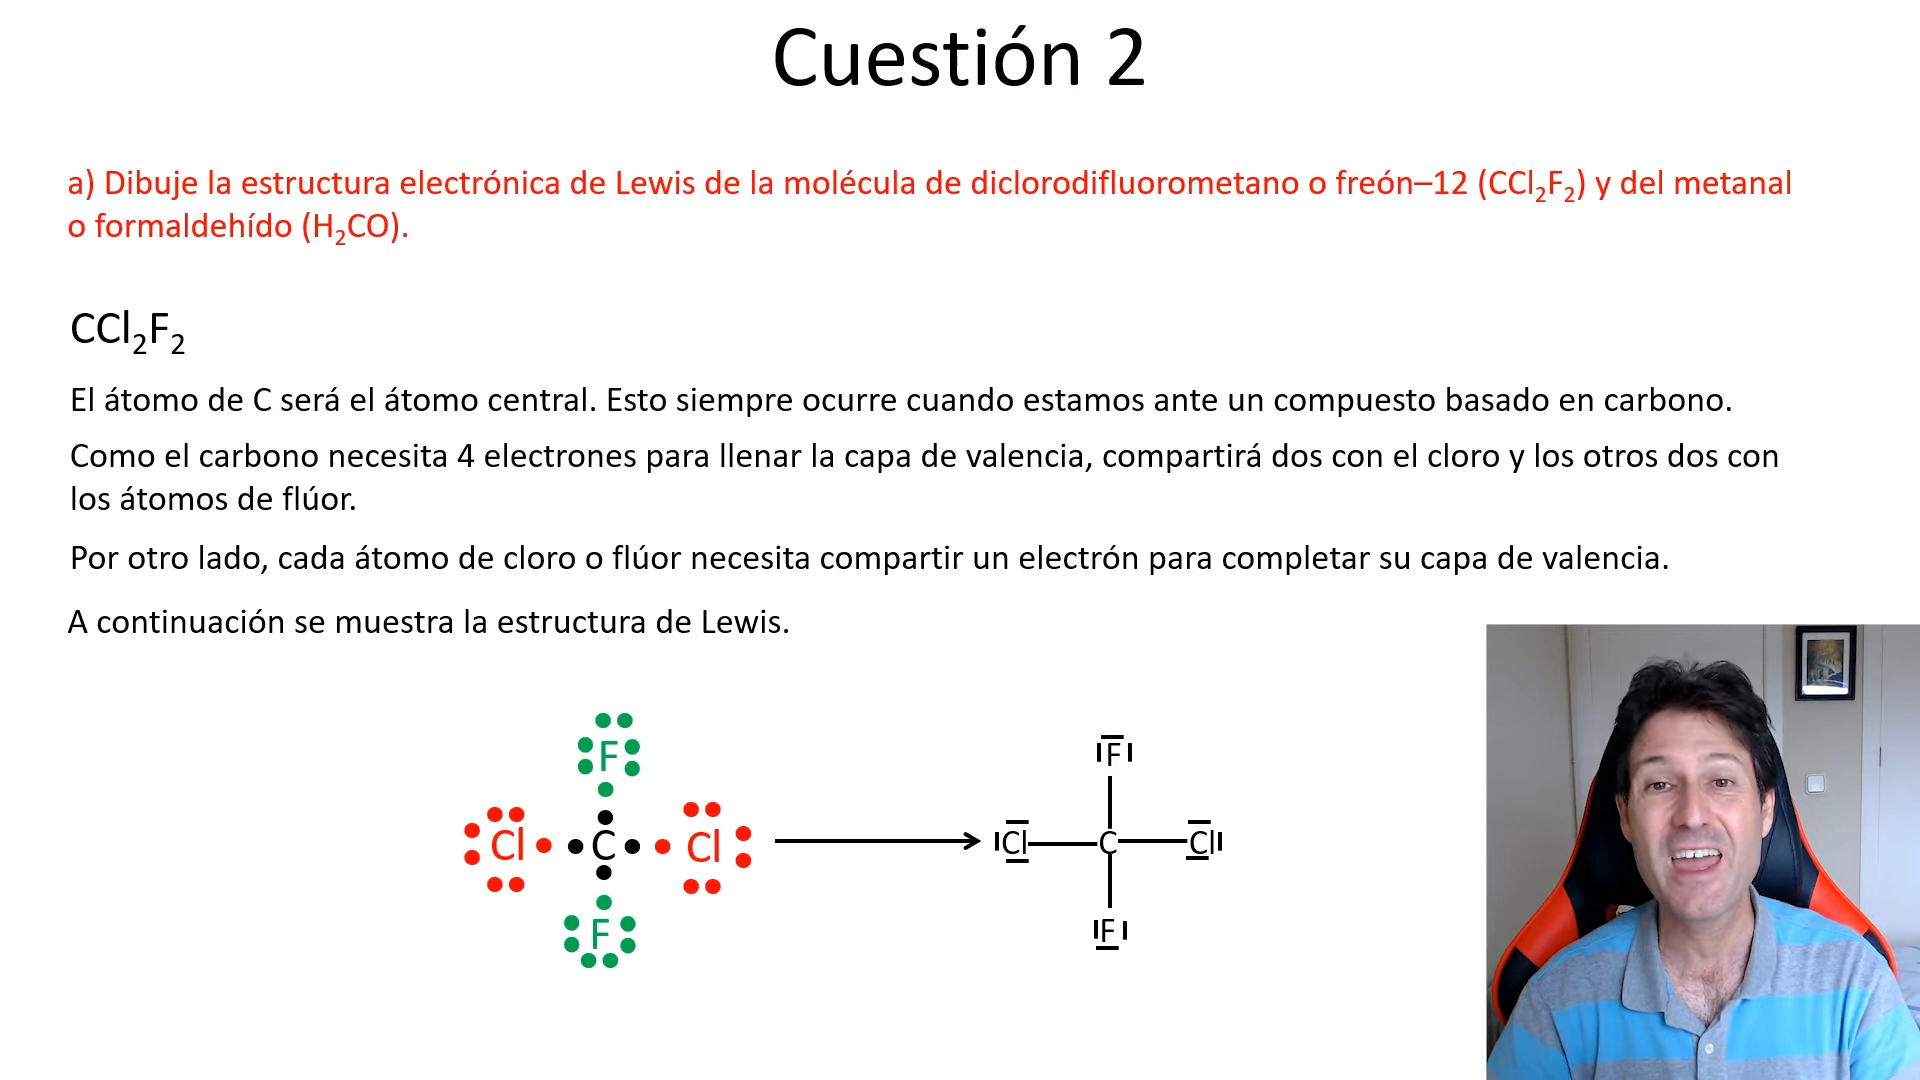 Cuestión 2
a) Dibuje la estructura electrónica de Lewis de la molécula de diclorodifluorometano o freón–12 (CCl₂F₂) y del metanal
o formaldehído (H₂CO).
CCl₂F₂
El átomo de C será el átomo central. Esto siempre ocurre cuando estamos ante un compuesto basado en carbono.
Como el carbono necesita 4 electrones para llenar la capa de valencia, compartirá dos con el cloro y los otros dos con
los átomos de flúor.
Por otro lado, cada átomo de cloro o flúor necesita compartir un electrón para completar su capa de valencia.
A continuación se muestra la estructura de Lewis.
F
Cl C Cl
F
F
Cl C Cl
F